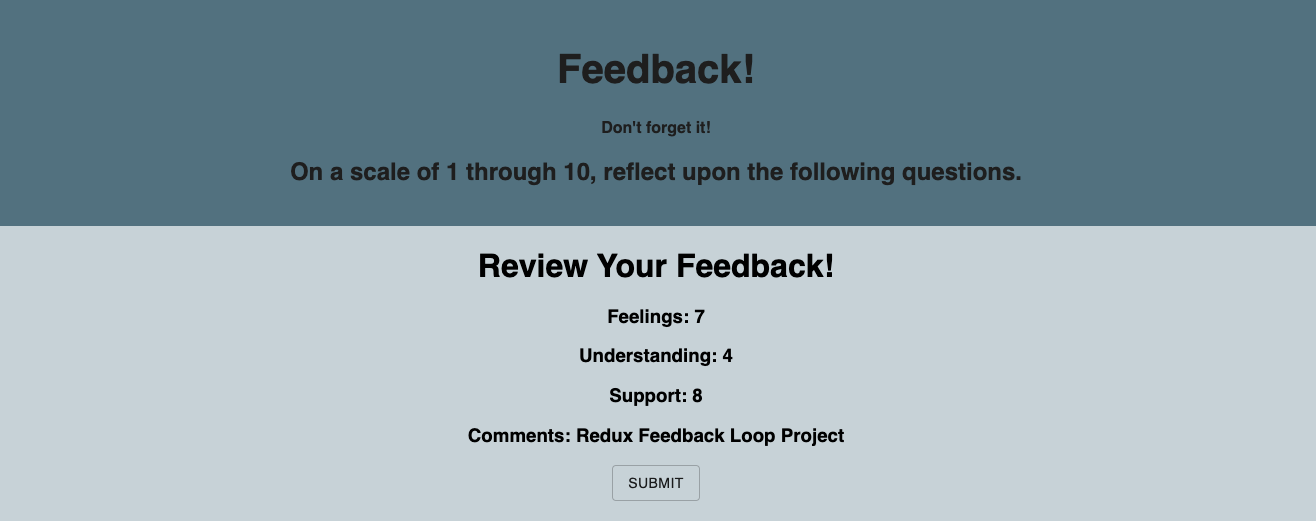 Feedback!
Don't forget it!
On a scale of 1 through 10, reflect upon the following questions.
Review Your Feedback!
Feelings: 7
Understanding: 4
Support: 8
Comments: Redux Feedback Loop Project
SUBMIT